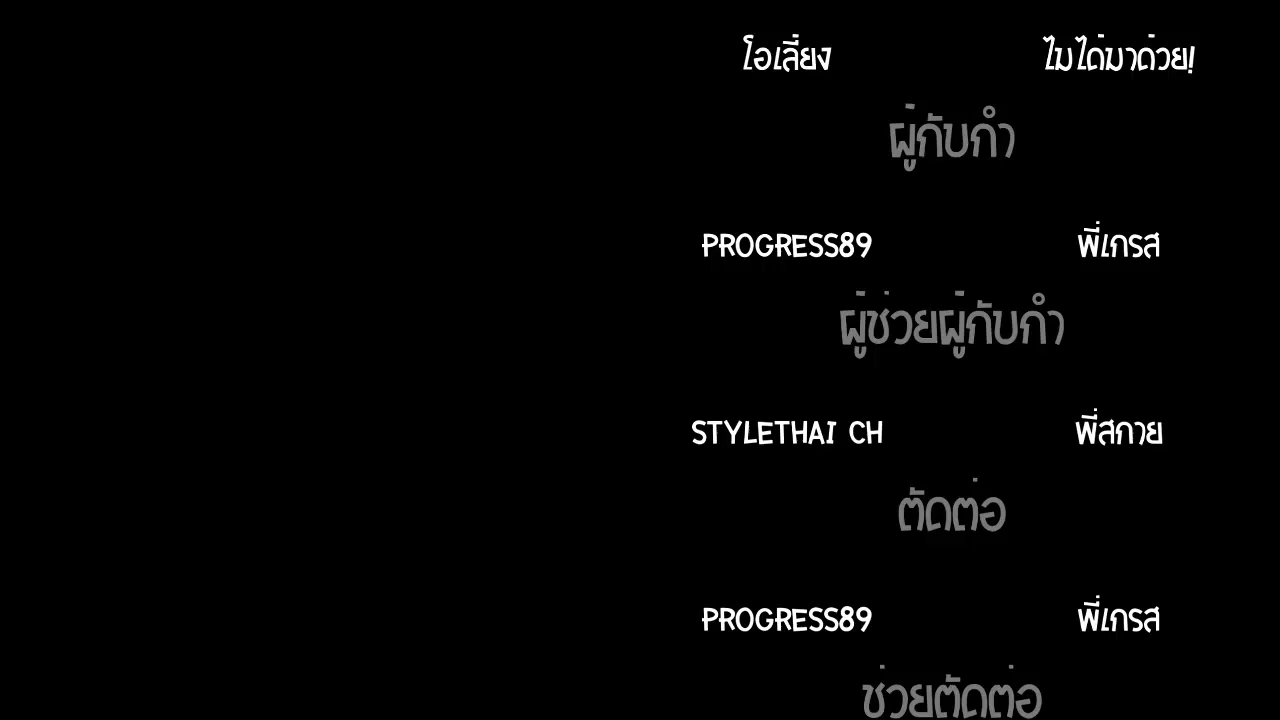 โอเลี้ยง ไม่ได้มาด้วย!
ผู้กำกับ
PROGRESS89 พี่เกรส
ผู้ช่วยผู้กำกับ
STYLETHAI CH พี่สกาย
ตัดต่อ
PROGRESS89 พี่เกรส
ช่วยตัดต่อ